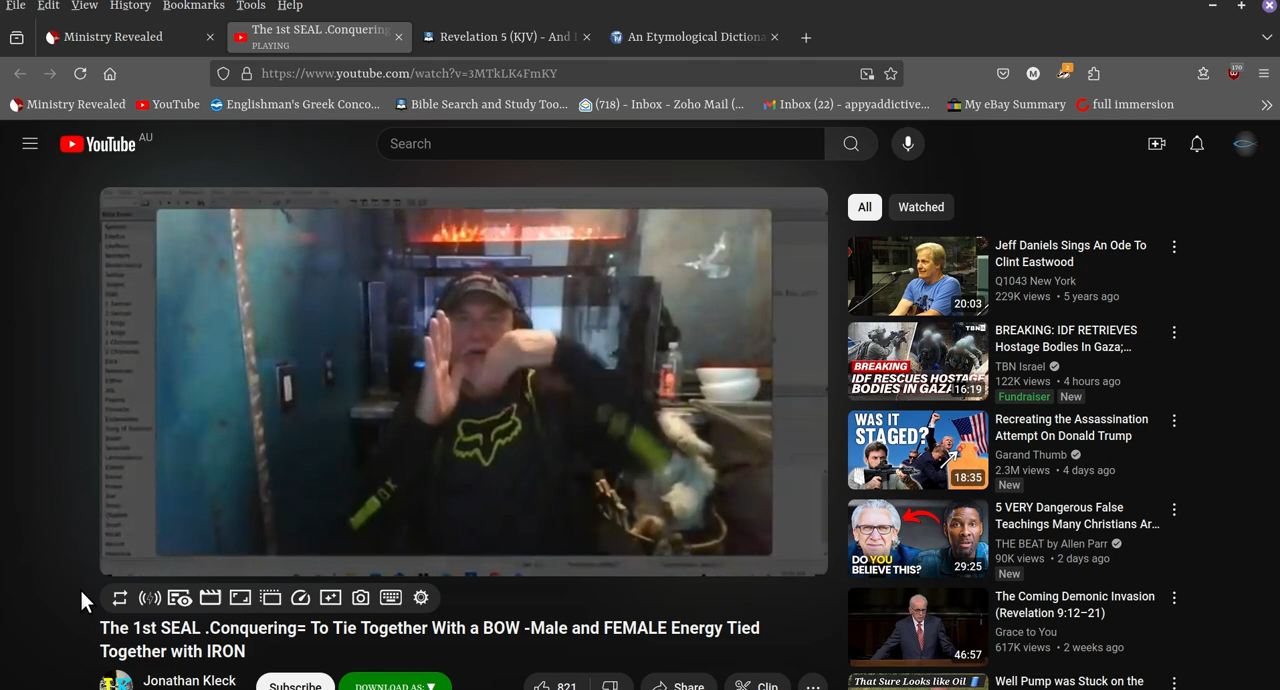 File Edit View History Bookmarks Tools Help
Ministry Revealed
The 1st SEAL .Conquering
PLAYING
Revelation 5 (KJV) - And I
An Etymological Dictiona
https://www.youtube.com/watch?v=3MTkLK4FmKY
M
2
170
Ministry Revealed YouTube Englishman's Greek Conco... Bible Search and Study Too... (718) - Inbox - Zoho Mail (... Inbox (22) - appyaddictive... My eBay Summary full immersion
YouTube AU
Search
All Watched
Jeff Daniels Sings An Ode To
Clint Eastwood
Q1043 New York
229K views • 5 years ago
20:03
BREAKING: IDF RETRIEVES
Hostage Bodies In Gaza;...
TBN Israel
122K views • 4 hours ago
Fundraiser New
TBN
BREAKING
IDF RESCUES HOSTAGE
BODIES IN GAZA
16:19
Recreating the Assassination
Attempt On Donald Trump
Garand Thumb
2.3M views • 4 days ago
New
WAS IT
STAGED?
18:35
5 VERY Dangerous False
Teachings Many Christians Ar...
THE BEAT by Allen Parr
90K views • 2 days ago
New
DO YOU
BELIEVE THIS?
29:25
The Coming Demonic Invasion
(Revelation 9:12–21)
Grace to You
617K views • 2 weeks ago
46:57
That Sure Looks like Oil
Well Pump was Stuck on the
The 1st SEAL .Conquering= To Tie Together With a BOW -Male and FEMALE Energy Tied
Together with IRON
Jonathan Kleck
Subscribe
DOWNLOAD AS: ▼
821
Share
Clip